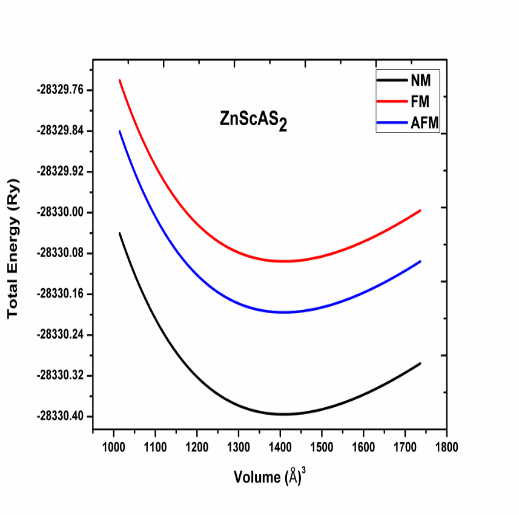 ZnScAS2
NM
FM
AFM
Total Energy (Ry)
-28329.76
-28329.84
-28329.92
-28330.00
-28330.08
-28330.16
-28330.24
-28330.32
-28330.40
1000 1100 1200 1300 1400 1500 1600 1700 1800
Volume (Å)3